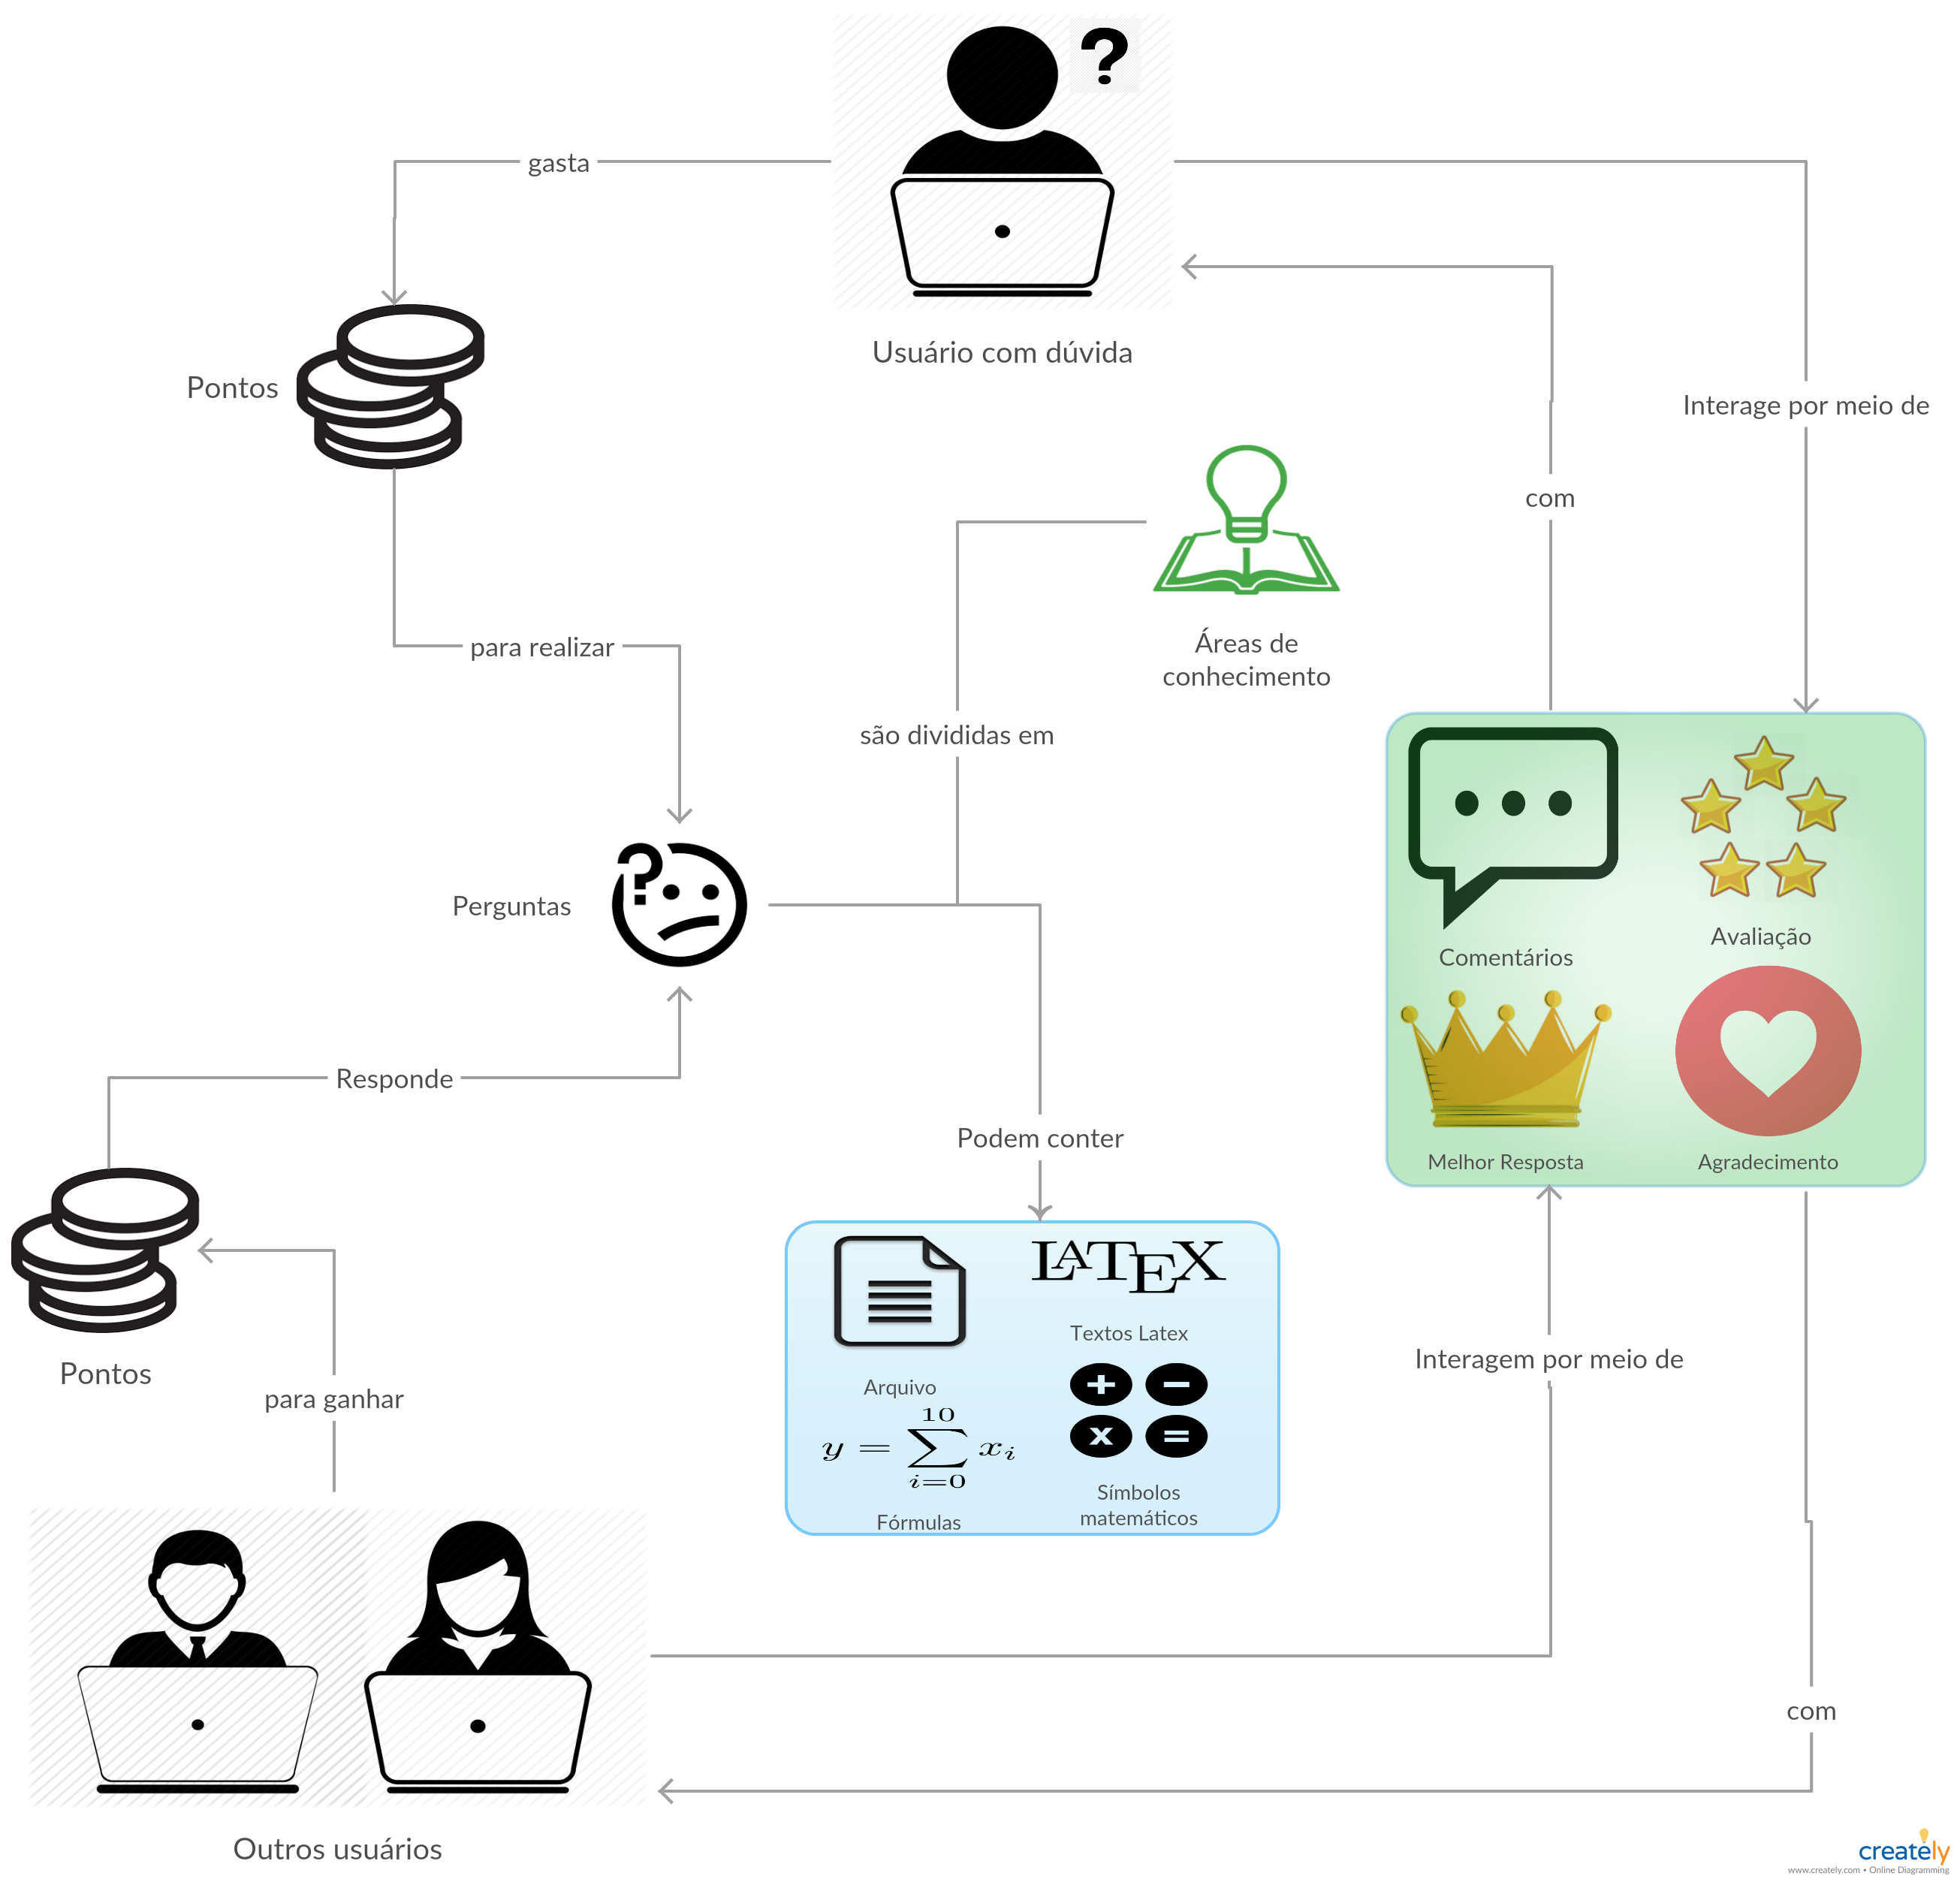 ?
gasta
Usuário com dúvida
Pontos
Interage por meio de
com
Áreas de
conhecimento
para realizar
são divididas em
Perguntas
?
Comentários
Avaliação
Melhor Resposta
Agradecimento
Responde
Podem conter
LATEX
Textos Latex
Arquivo
+ −
x =
10
y = ∑ xi
i=0
Símbolos
matemáticos
Fórmulas
Pontos
para ganhar
Interagem por meio de
com
Outros usuários
creately
www.creately.com • Online Diagramming